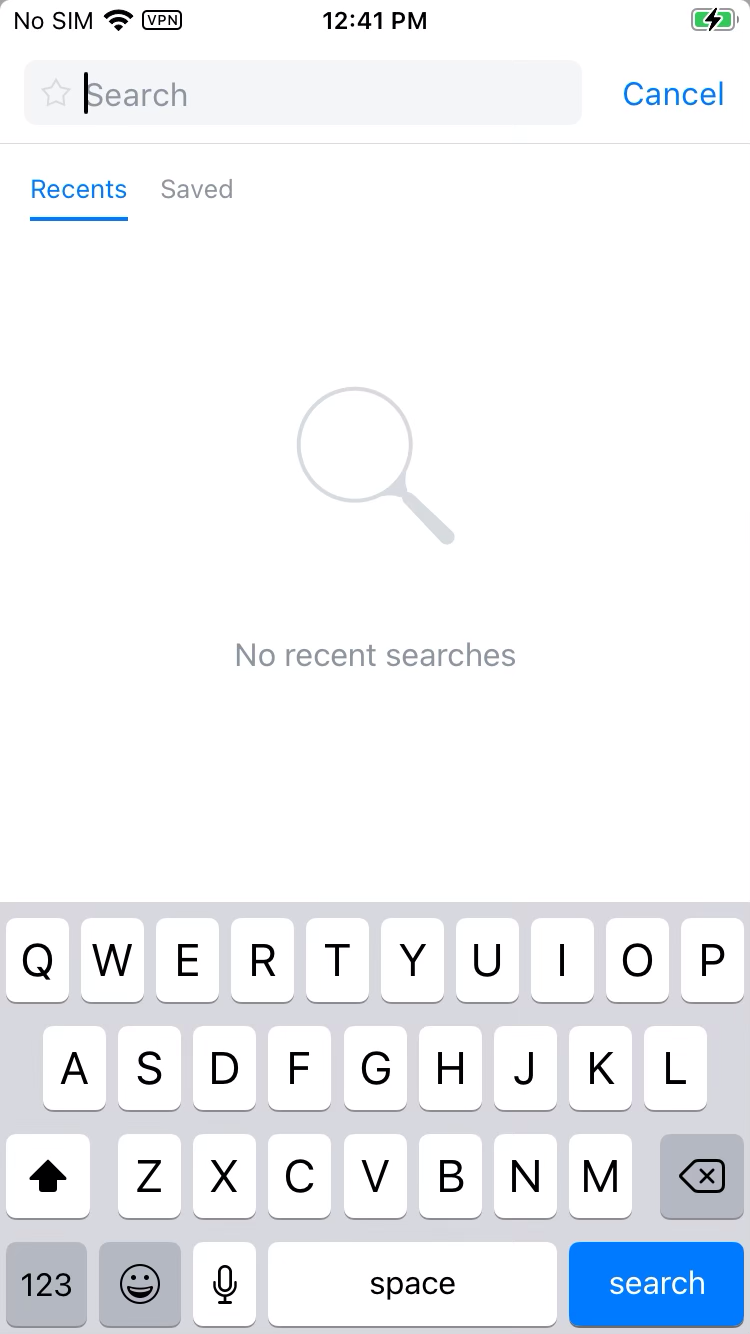 No SIM VPN 12:41 PM
Search Cancel
Recents Saved
No recent searches
Q W E R T Y U I O P
A S D F G H J K L
Z X C V B N M
123 space search